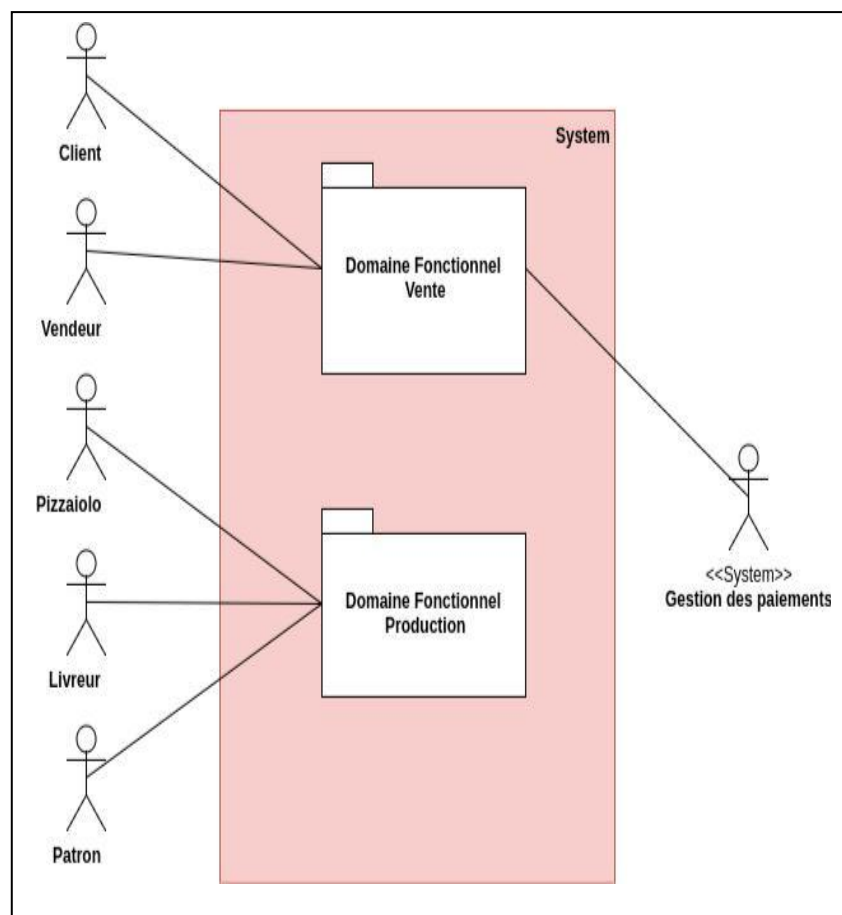 System
Client
Domaine Fonctionnel
Vente
Vendeur
Pizzaiolo
<<System>>
Gestion des paiements
Domaine Fonctionnel
Production
Livreur
Patron